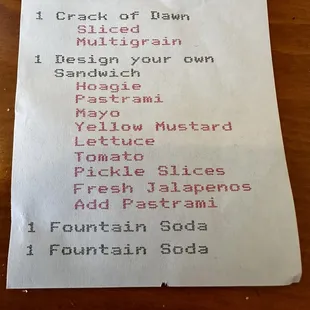 1 Crack of Dawn
Sliced
Multigrain
1 Design your own
Sandwich
Hoagie
Pastrami
Mayo
Yellow Mustard
Lettuce
Tomato
Pickle Slices
Fresh Jalapenos
Add Pastrami
1 Fountain Soda
1 Fountain Soda